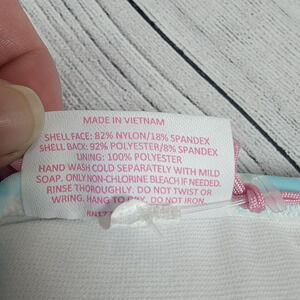 MADE IN VIETNAM
SHELL FACE: 82% NYLON/18% SPANDEX
SHELL BACK: 92% POLYESTER/8% SPANDEX
LINING: 100% POLYESTER
HAND WASH COLD SEPARATELY WITH MILD
SOAP. ONLY NON-CHLORINE BLEACH IF NEEDED.
RINSE THOROUGHLY. DO NOT TWIST OR
WRING. HANG TO DRY. DO NOT IRON